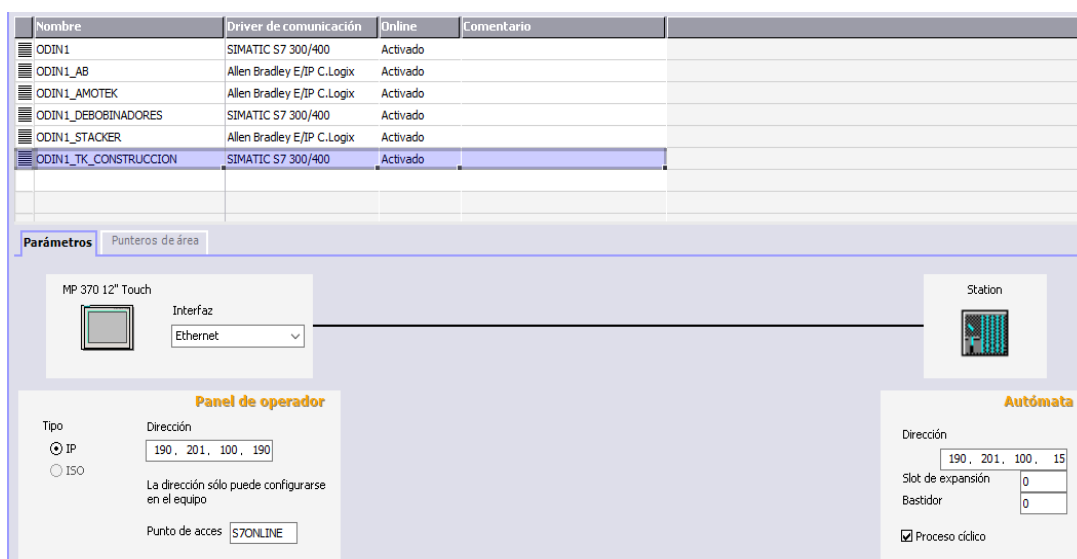 Nombre Driver de comunicación Online Comentario
ODIN1 SIMATIC S7 300/400 Activado
ODIN1_AB Allen Bradley E/IP C.Logix Activado
ODIN1_AMOTEK Allen Bradley E/IP C.Logix Activado
ODIN1_DEBOBINADORES SIMATIC S7 300/400 Activado
ODIN1_STACKER Allen Bradley E/IP C.Logix Activado
ODIN1_TK_CONSTRUCCION SIMATIC S7 300/400 Activado
Parámetros Punteros de área
MP 370 12" Touch Station
Interfaz
Ethernet
Panel de operador Autómata
Tipo Dirección
IP 190 . 201 . 100 . 190
ISO
La dirección sólo puede configurarse
en el equipo
Punto de acces S7ONLINE
Dirección
190 . 201 . 100 . 15
Slot de expansión 0
Bastidor 0
Proceso cíclico